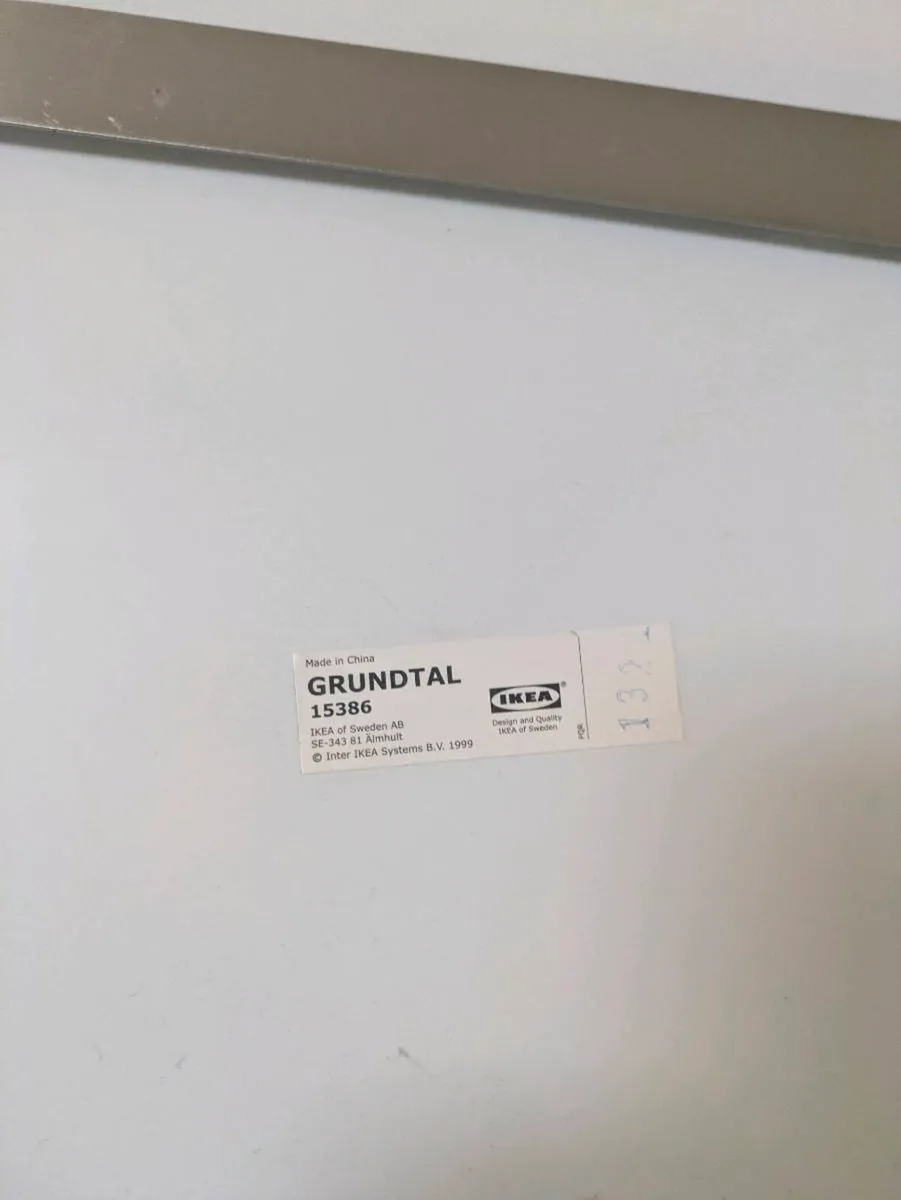 Made in China
GRUNDTAL
15386
IKEA of Sweden AB
SE-343 81 Älmhult
© Inter IKEA Systems B.V. 1999
IKEA®
Design and Quality
IKEA of Sweden
PQR